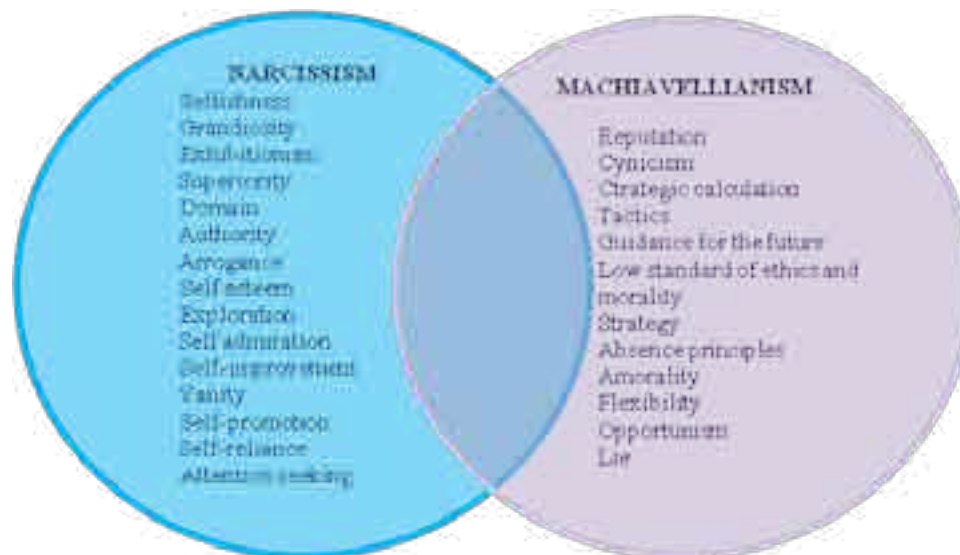 NARCISSISM
Selfishness
Grandiosity
Exhibitionism
Superiority
Domain
Authority
Arrogance
Self esteem
Exploration
Self admiration
Self-improvement
Vanity
Self-promotion
Self-reliance
Attention seeking
MACHIAVELLIANISM
Reputation
Cynicism
Ctrategic calculation
Tactics
Guidance for the future
Low standard of ethics and
morality
Strategy
Absence principles
Amorality
Flexibility
Opportunism
Lie